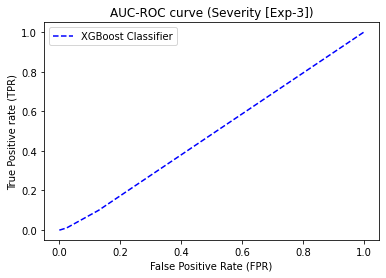 AUC-ROC curve (Severity [Exp-3])
XGBoost Classifier
True Positive rate (TPR)
1.0
0.8
0.6
0.4
0.2
0.0
0.0 0.2 0.4 0.6 0.8 1.0
False Positive Rate (FPR)